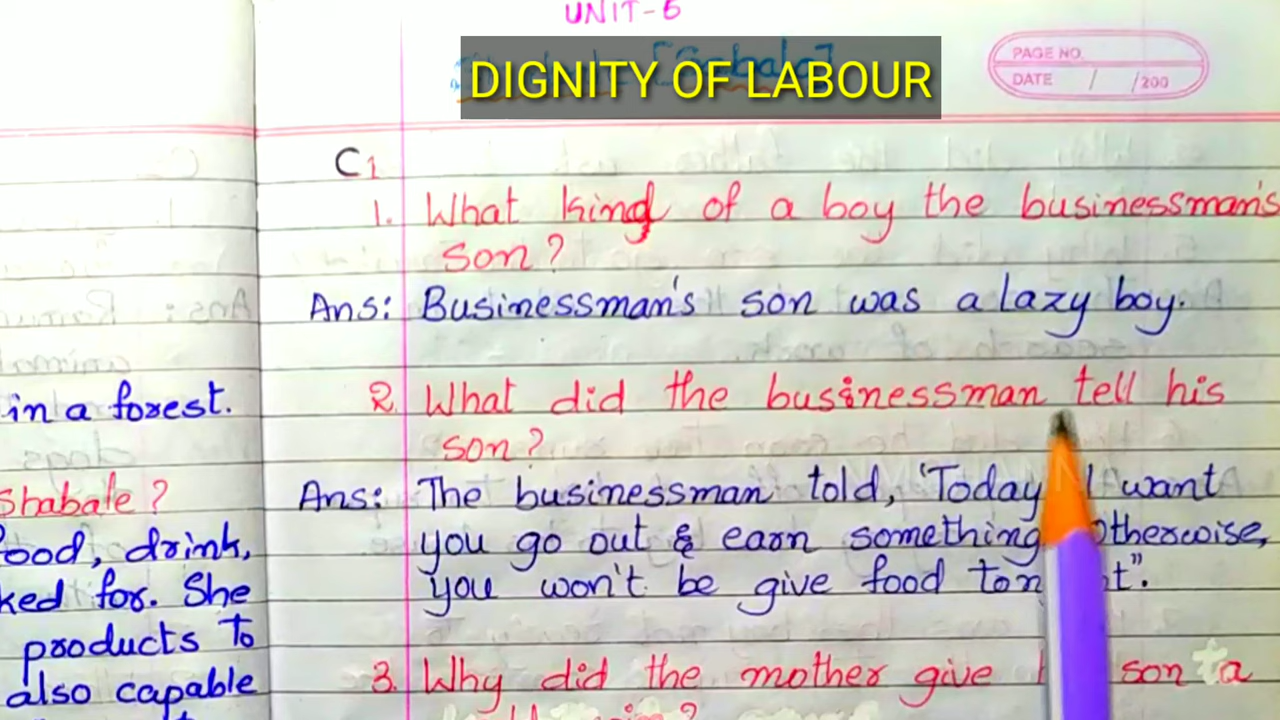 UNIT-5
DIGNITY OF LABOUR
PAGE NO.
DATE / /200
C1
1. What kind of a boy the businessman's
son?
Ans: Businessman's son was a lazy boy.
in a forest.
2. What did the businessman tell his
son?
Shabale?
Ans: The businessman told, 'Today I want
food, drink,
you go out & earn something otherwise,
ked for. She
you won't be give food
products to
also capable
3. Why did the mother give son a